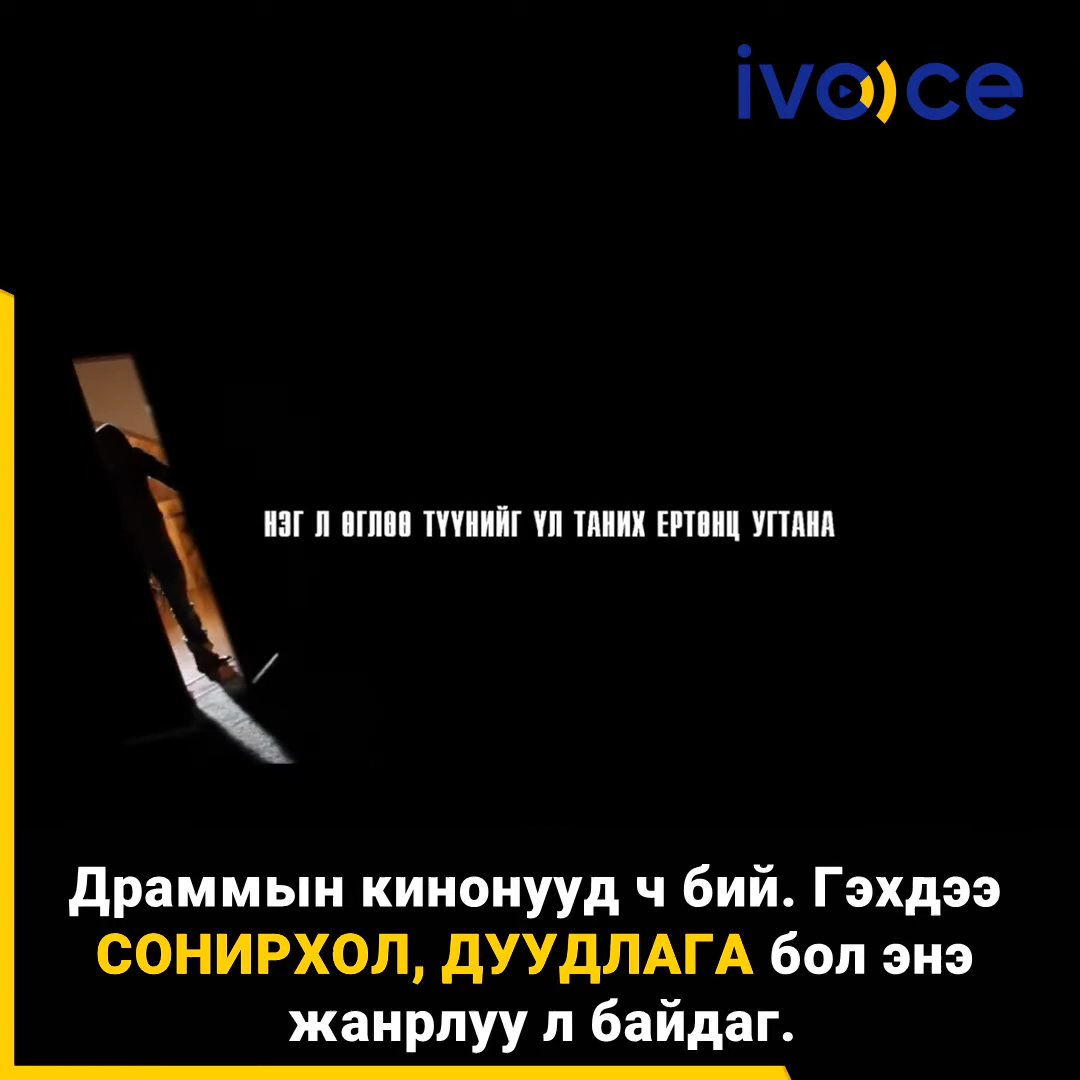 ivoice
НЭГ Л ӨГЛӨӨ ТҮҮНИЙГ ҮЛ ТАНИХ ЕРТӨНЦ УГТАНА
Драммын кинонууд ч бий. Гэхдээ
СОНИРХОЛ, ДУУДЛАГА бол энэ
жанрлуу л байдаг.